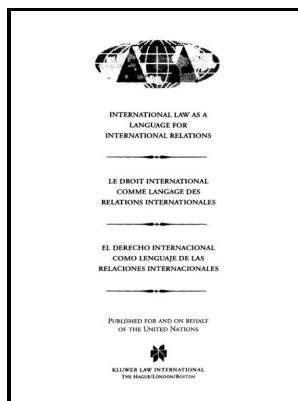 INTERNATIONAL LAW AS A
LANGUAGE FOR
INTERNATIONAL RELATIONS
LE DROIT INTERNATIONAL
COMME LANGAGE DES
RELATIONS INTERNATIONALES
EL DERECHO INTERNACIONAL
COMO LENGUAJE DE LAS
RELACIONES INTERNACIONALES
PUBLISHED FOR AND ON BEHALF
OF THE UNITED NATIONS
KLUWER LAW INTERNATIONAL
THE HAGUE/LONDON/BOSTON